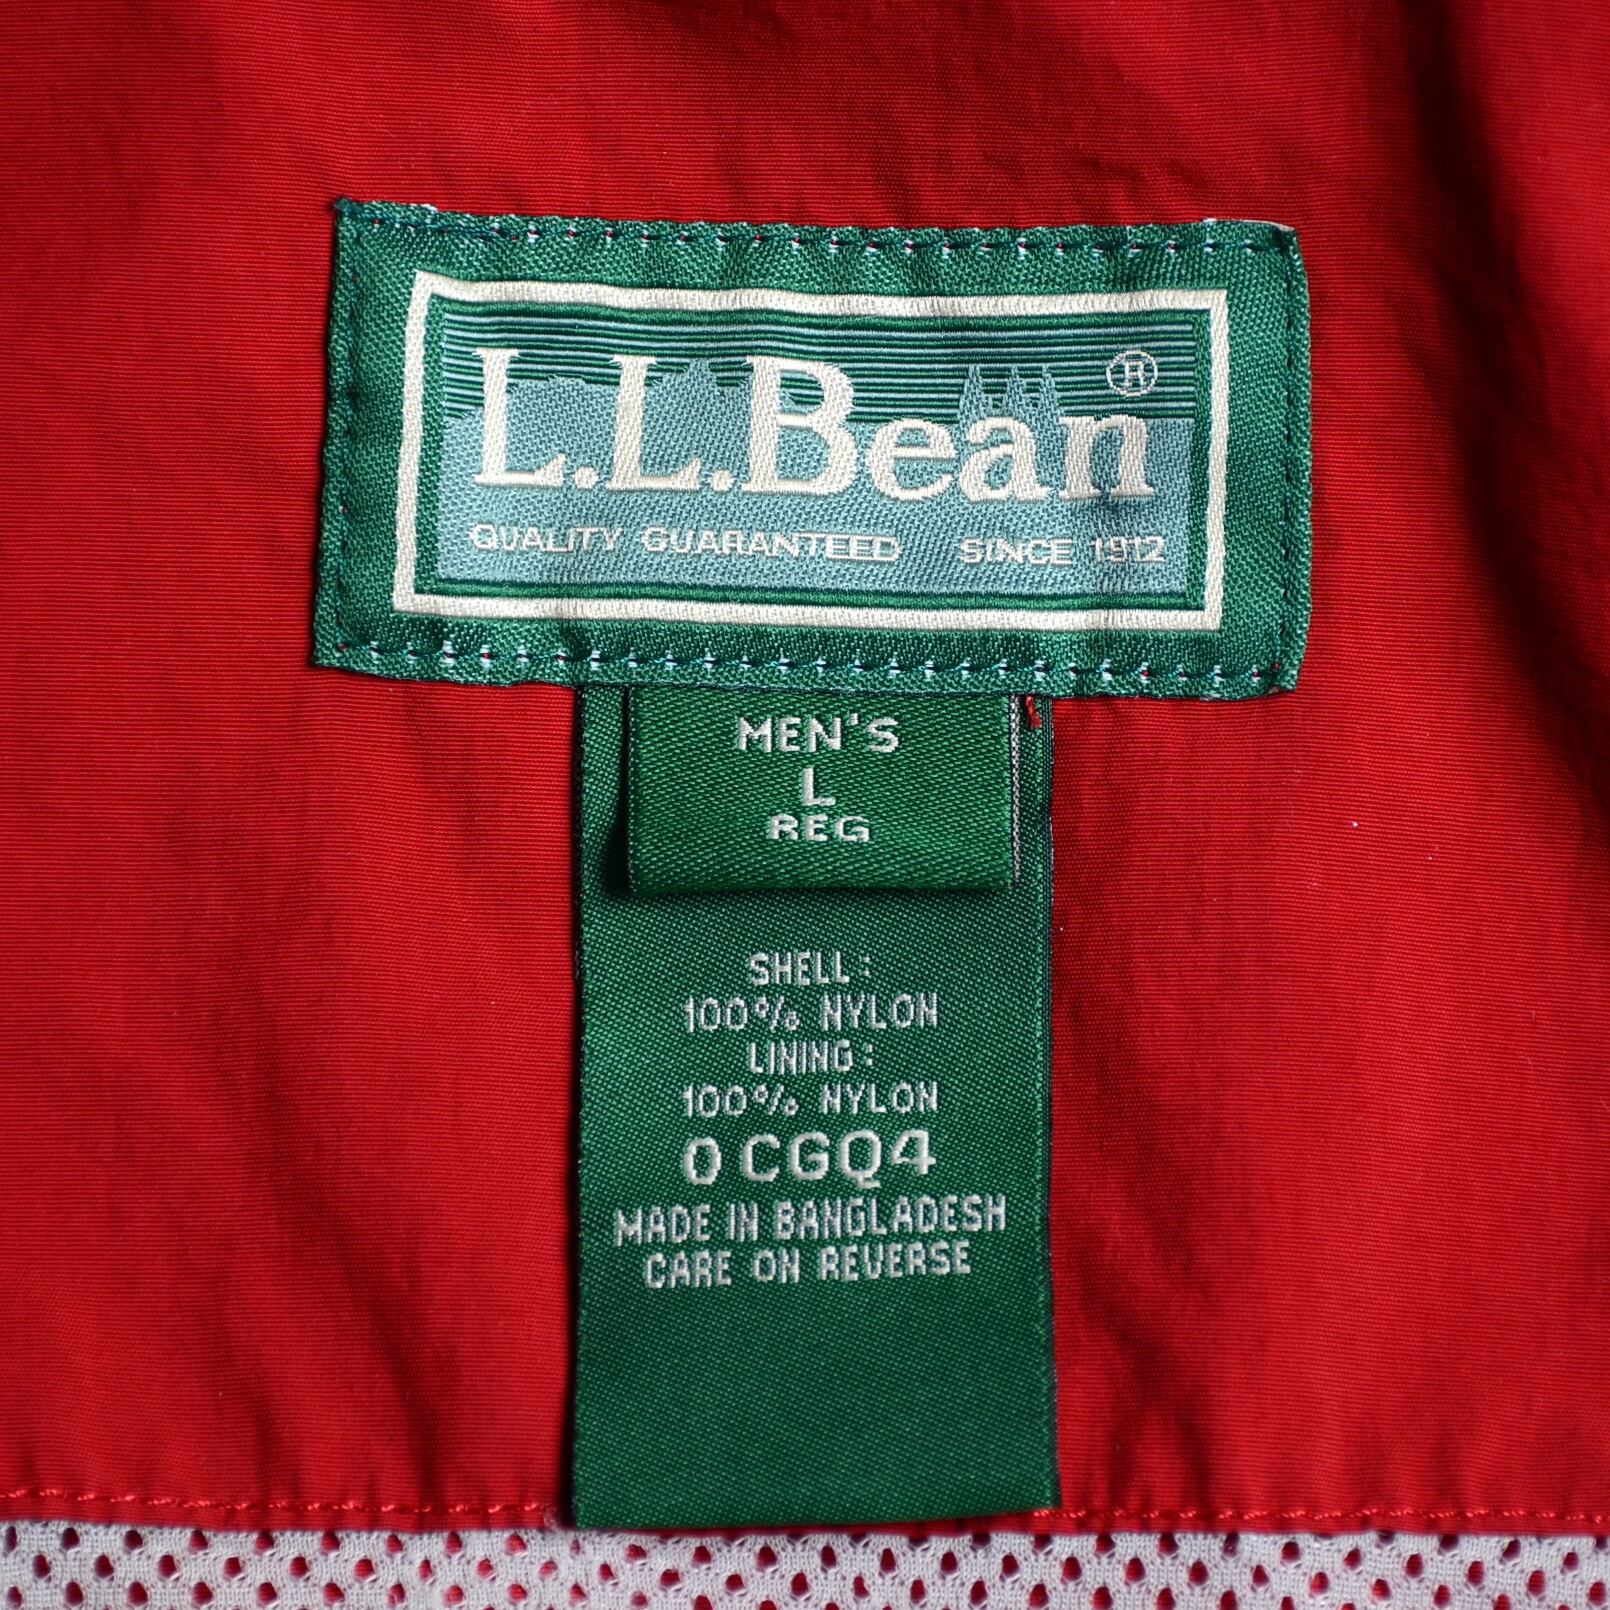 L.L.Bean®
QUALITY GUARANTEED SINCE 1912
MEN'S
L
REG
SHELL:
100% NYLON
LINING:
100% NYLON
0 CGQ4
MADE IN BANGLADESH
CARE ON REVERSE